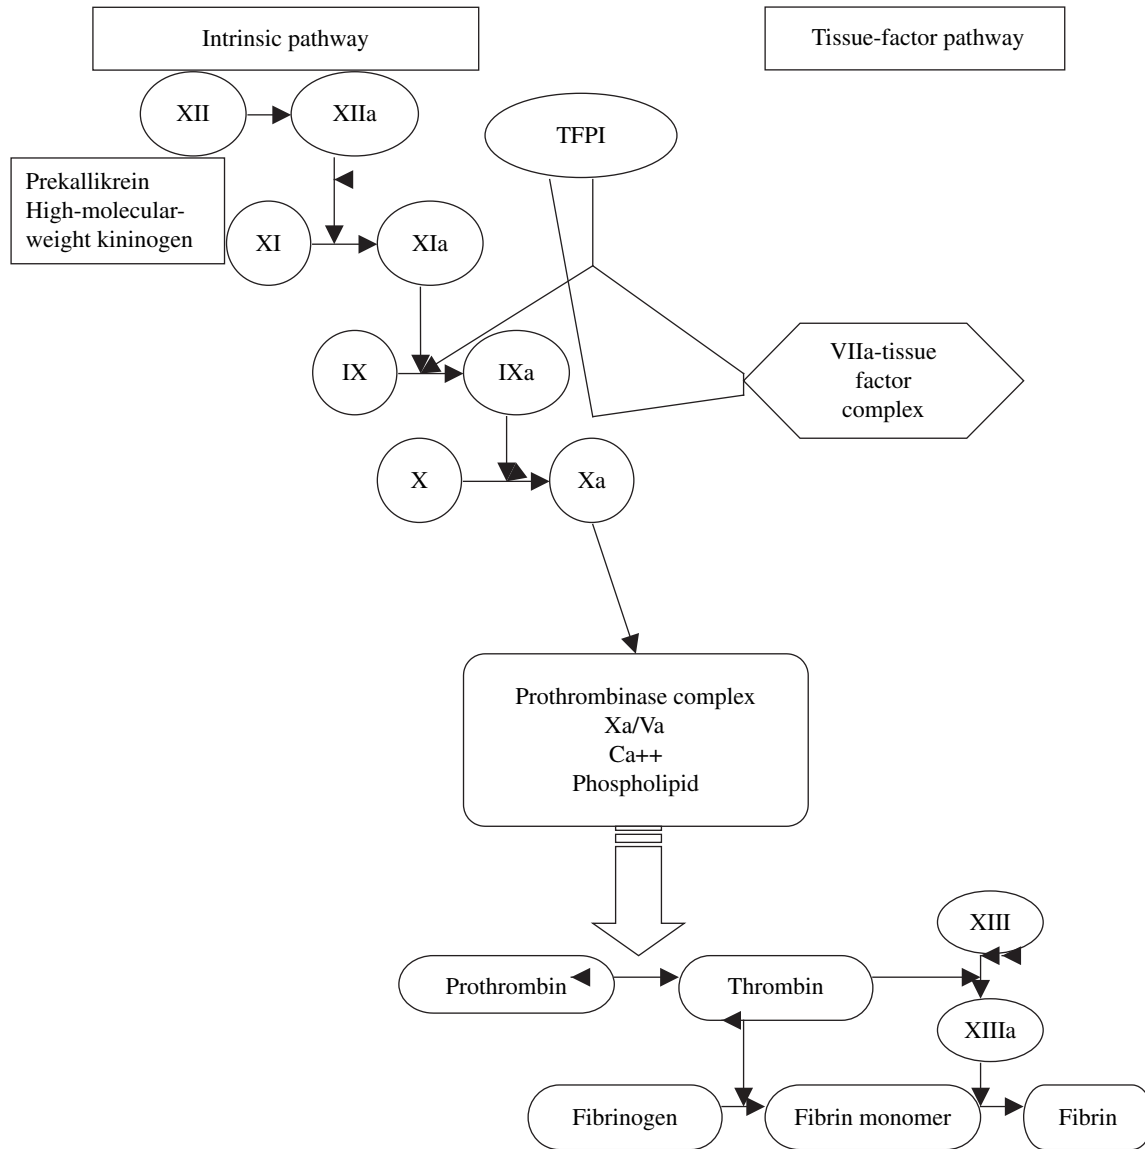 Intrinsic pathway
Tissue-factor pathway
XII
XIIa
TFPI
Prekallikrein
High-molecular-
weight kininogen
XI
XIa
IX
IXa
VIIa-tissue
factor
complex
X
Xa
Prothrombinase complex
Xa/Va
Ca++
Phospholipid
XIII
Prothrombin
Thrombin
XIIIa
Fibrinogen
Fibrin monomer
Fibrin